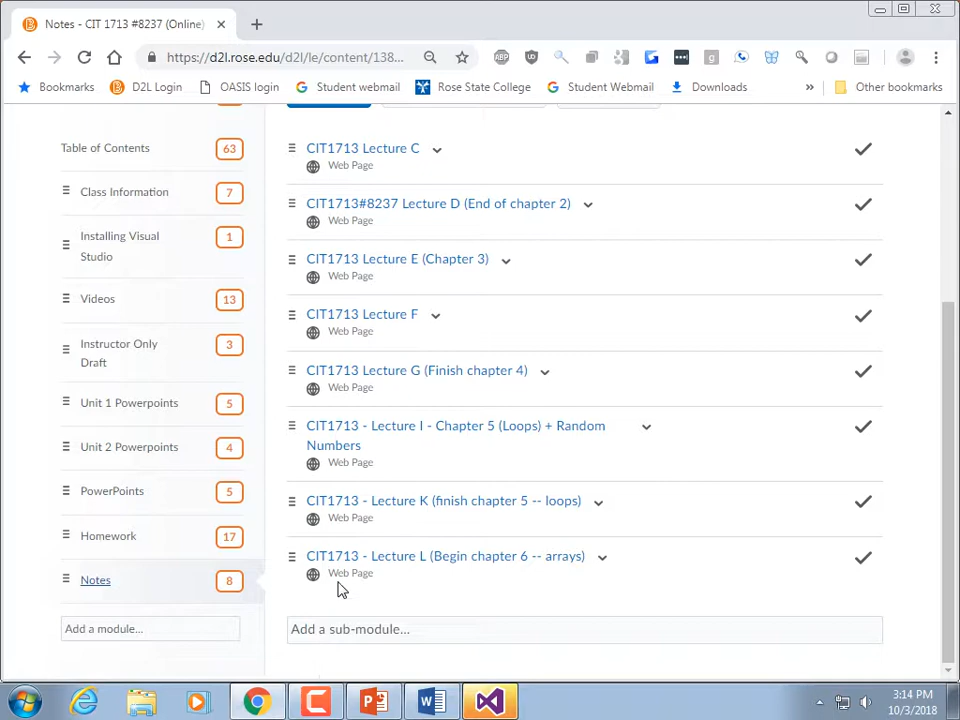 Notes - CIT 1713 #8237 (Online)
https://d2l.rose.edu/d2l/le/content/138...
Bookmarks
D2L Login
OASIS login
Student webmail
Rose State College
Student Webmail
Downloads
»
Other bookmarks
Table of Contents
63
Class Information
7
Installing Visual
Studio
1
Videos
13
Instructor Only
Draft
3
Unit 1 Powerpoints
5
Unit 2 Powerpoints
4
PowerPoints
5
Homework
17
Notes
8
Add a module...
CIT1713 Lecture C
Web Page
CIT1713#8237 Lecture D (End of chapter 2)
Web Page
CIT1713 Lecture E (Chapter 3)
Web Page
CIT1713 Lecture F
Web Page
CIT1713 Lecture G (Finish chapter 4)
Web Page
CIT1713 - Lecture I - Chapter 5 (Loops) + Random
Numbers
Web Page
CIT1713 - Lecture K (finish chapter 5 -- loops)
Web Page
CIT1713 - Lecture L (Begin chapter 6 -- arrays)
Web Page
Add a sub-module...
3:14 PM
10/3/2018